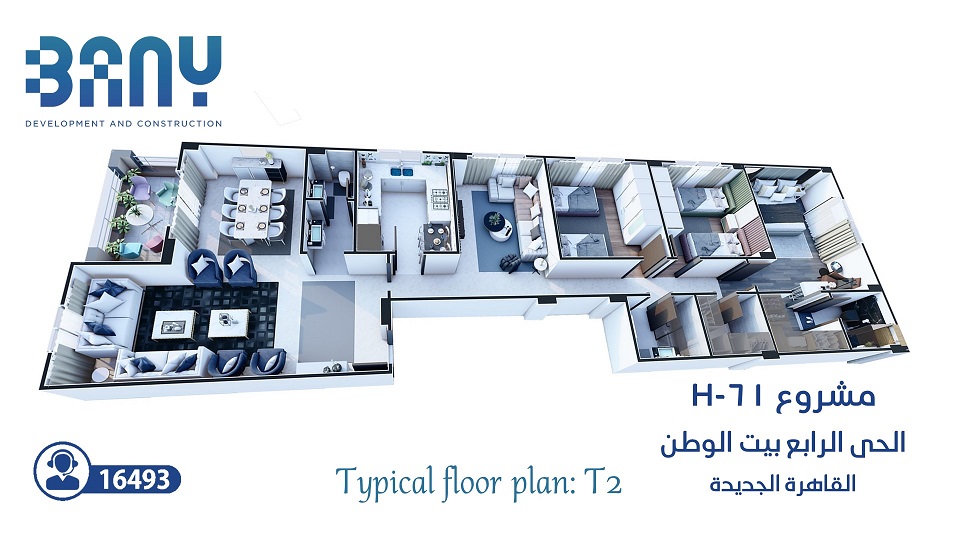 BANY
DEVELOPMENT AND CONSTRUCTION
مشروع H-٦١
الحى الرابع بيت الوطن
القاهرة الجديدة
Typical floor plan: T2
16493